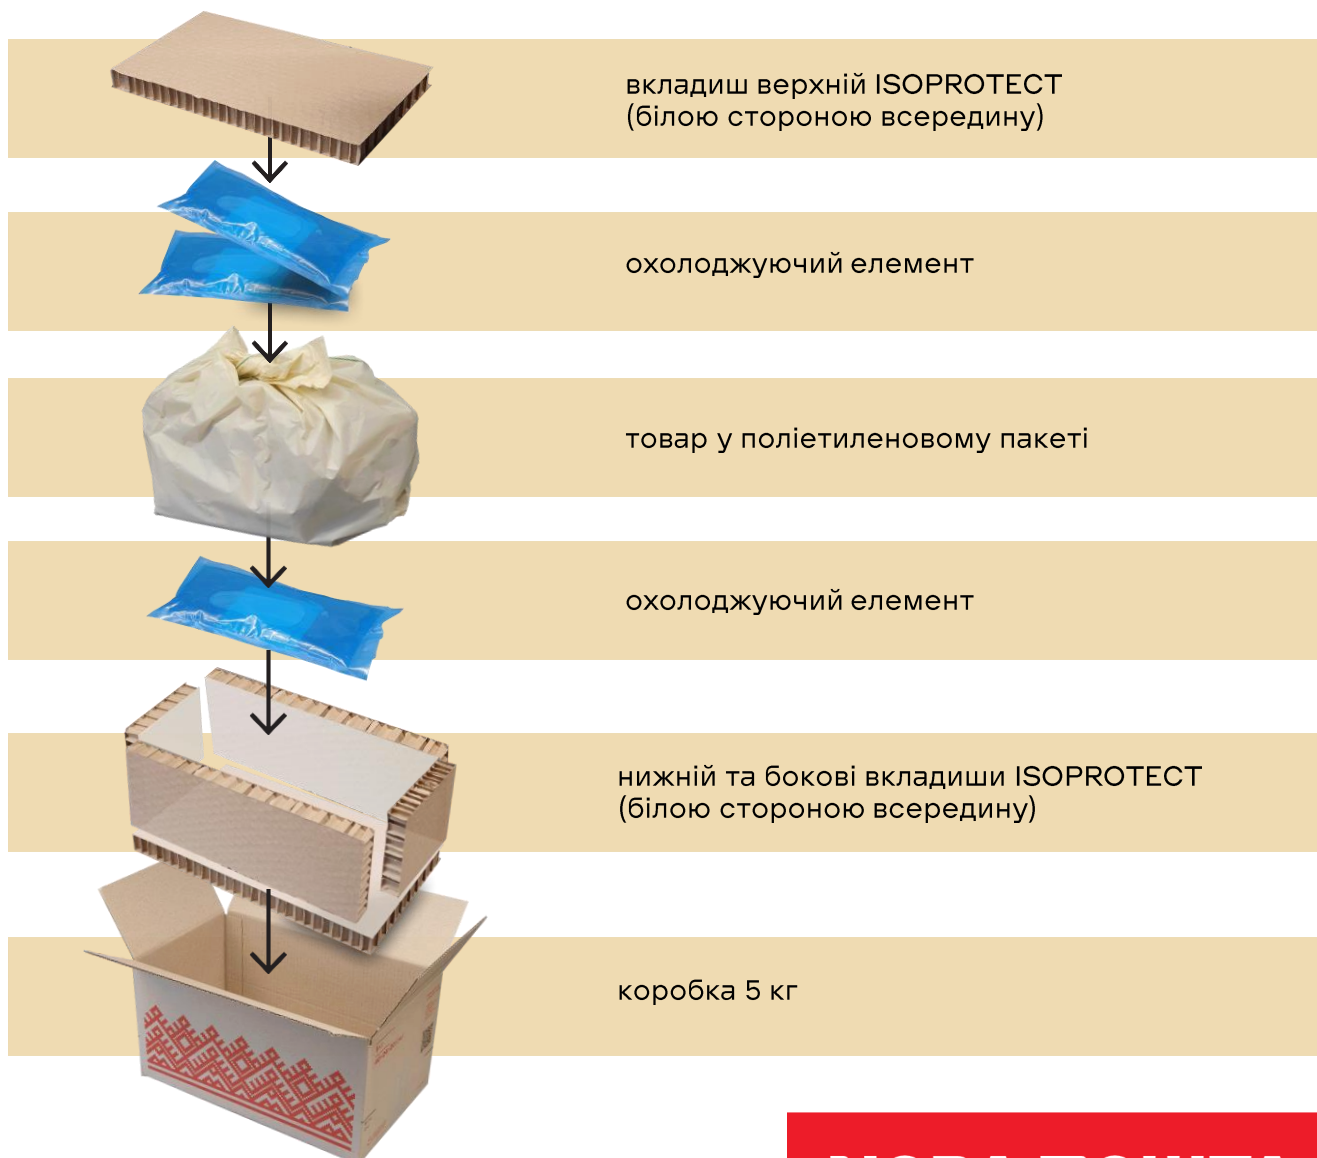 вкладиш верхній ISOPROTECT
(білою стороною всередину)
охолоджуючий елемент
товар у поліетиленовому пакеті
охолоджуючий елемент
нижній та бокові вкладиши ISOPROTECT
(білою стороною всередину)
коробка 5 кг